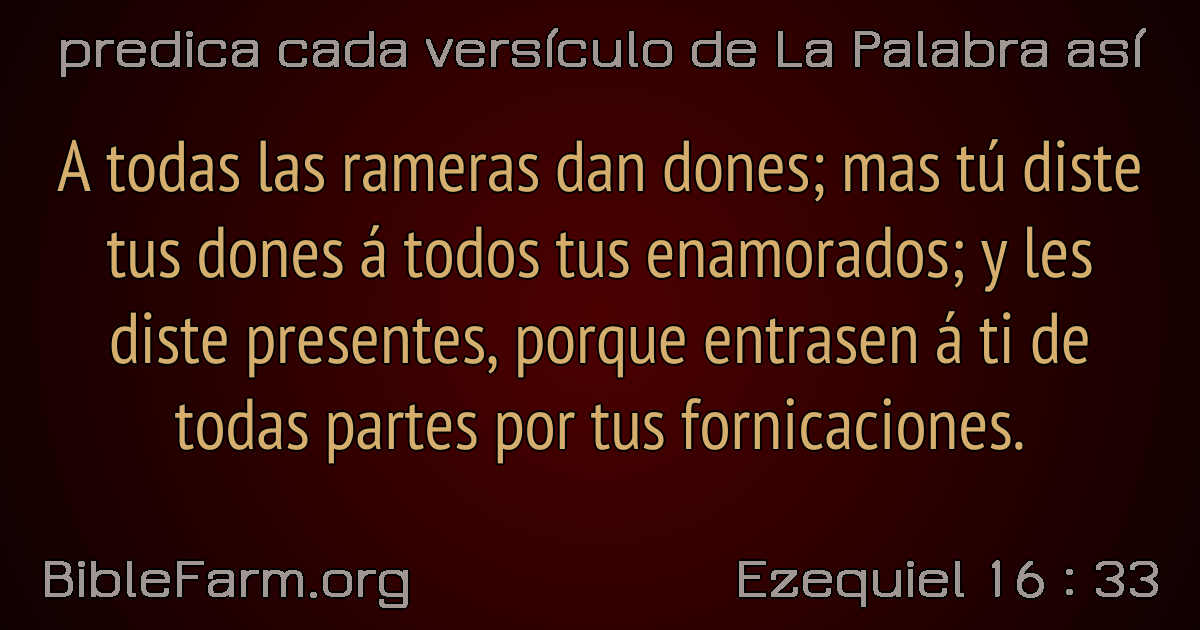 predica cada versículo de La Palabra así
A todas las rameras dan dones; mas tú diste
tus dones á todos tus enamorados; y les
diste presentes, porque entrasen á ti de
todas partes por tus fornicaciones.
BibleFarm.org
Ezequiel 16 : 33